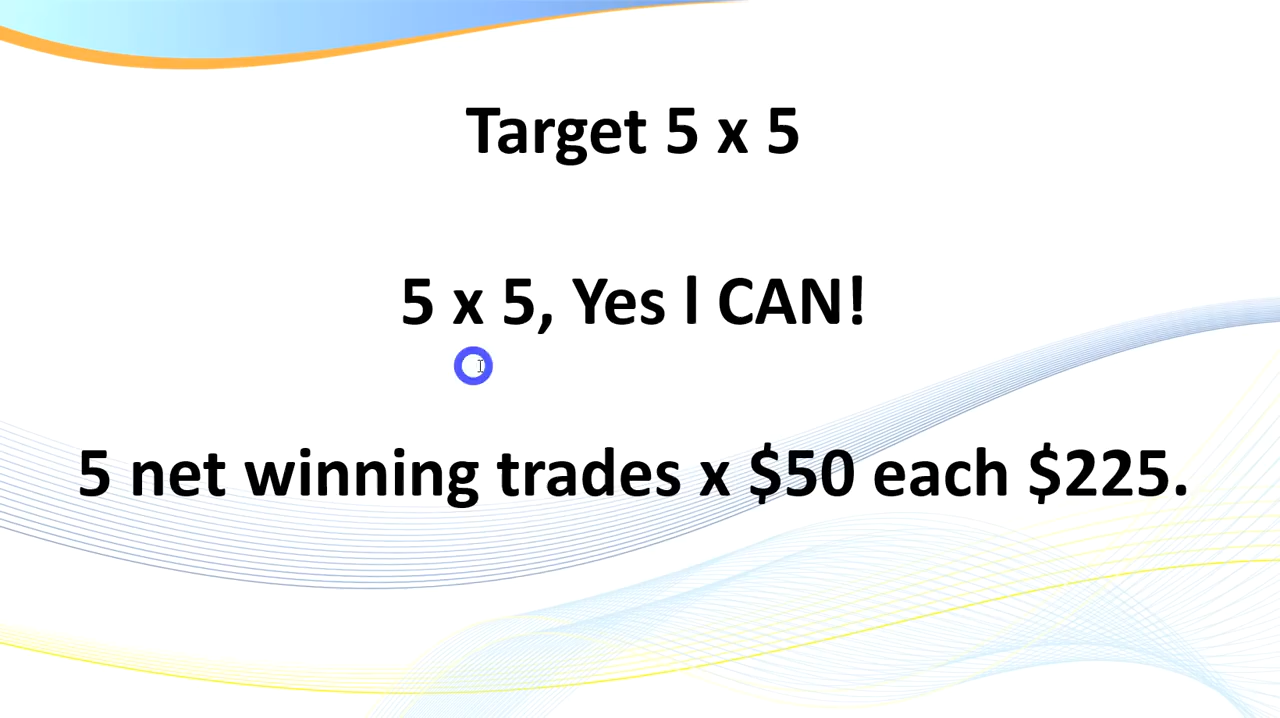 Target 5 x 5
5 x 5, Yes I CAN!
5 net winning trades x $50 each $225.